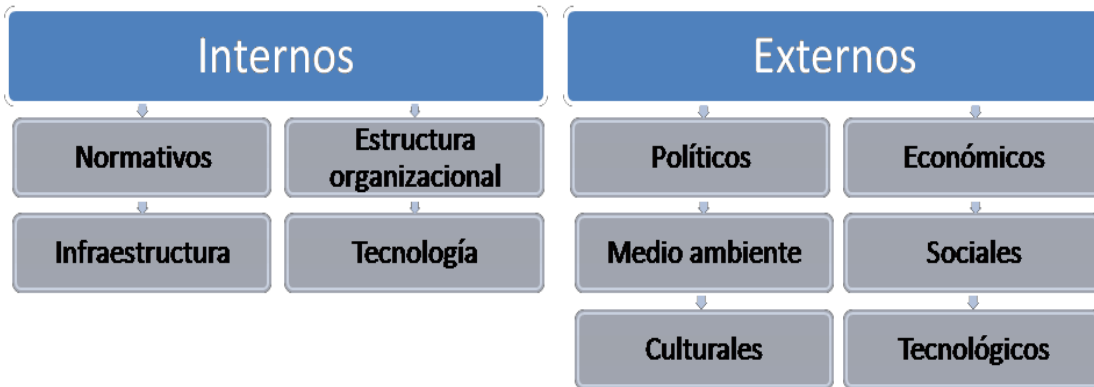 Internos
Externos
Normativos
Estructura
organizacional
Políticos
Económicos
Infraestructura
Tecnología
Medio ambiente
Sociales
Culturales
Tecnológicos